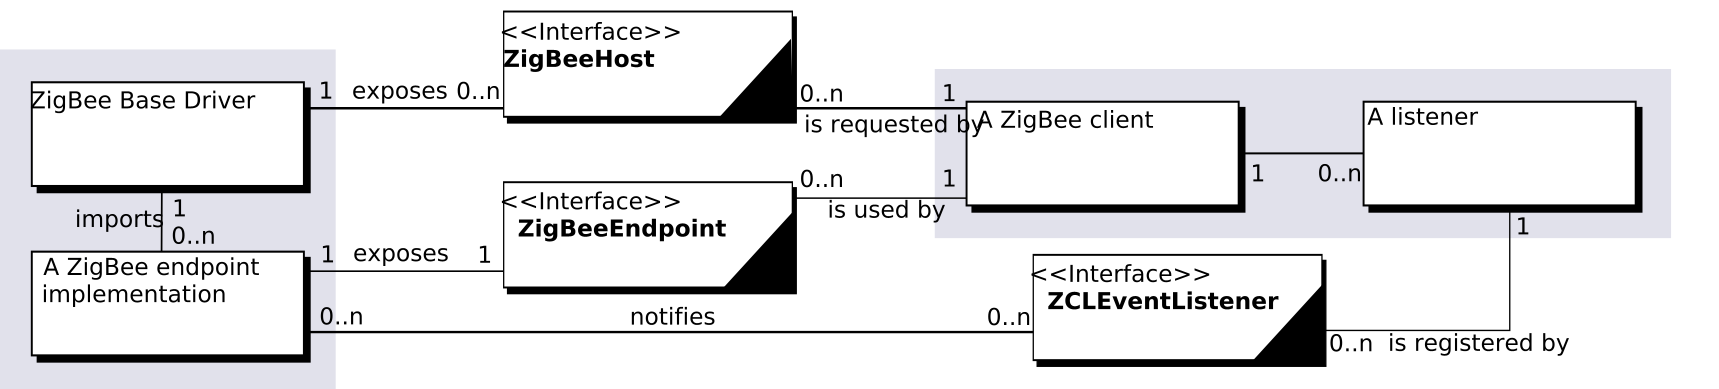 <<Interface>>
ZigBeeHost
ZigBee Base Driver
1 exposes 0..n
0..n 1
is requested by
A ZigBee client
A listener
1 0..n
imports
1
0..n
<<Interface>>
ZigBeeEndpoint
0..n 1
is used by
1
A ZigBee endpoint
implementation
1 exposes 1
<<Interface>>
ZCLEventListener
0..n notifies 0..n
0..n is registered by